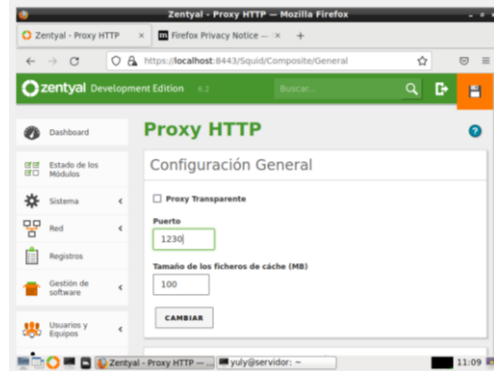 Zentyal - Proxy HTTP — Mozilla Firefox
Zentyal - Proxy HTTP × Firefox Privacy Notice — × +
https://localhost:8443/Squid/Composite/General
zentyal Development Edition 6.2 Buscar...
Dashboard
Estado de los
Módulos
Sistema
Red
Registros
Gestión de
software
Usuarios y
Equipos
Proxy HTTP
Configuración General
Proxy Transparente
Puerto
1230
Tamaño de los ficheros de cáche (MB)
100
CAMBIAR
Zentyal - Proxy HTTP — ... yuly@servidor: ~ 11:09